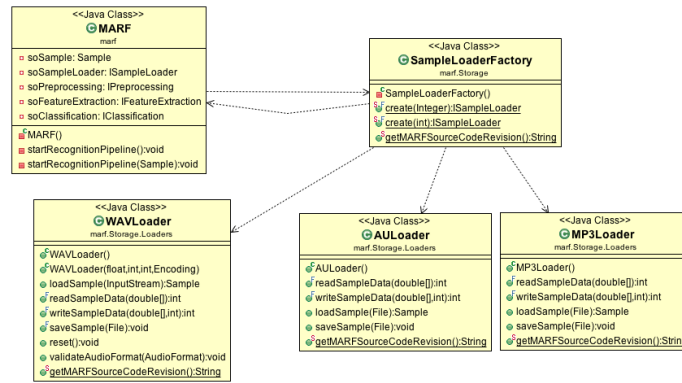 <<Java Class>>
MARF
marf
soSample: Sample
soSampleLoader: ISampleLoader
soPreprocessing: IPreprocessing
soFeatureExtraction: IFeatureExtraction
soClassification: IClassification
MARF()
startRecognitionPipeline():void
startRecognitionPipeline(Sample):void
<<Java Class>>
SampleLoaderFactory
marf.Storage
SampleLoaderFactory()
create(Integer):ISampleLoader
create(int):ISampleLoader
getMARFSourceCodeRevision():String
<<Java Class>>
WAVLoader
marf.Storage.Loaders
WAVLoader()
WAVLoader(float,int,int,Encoding)
loadSample(InputStream):Sample
readSampleData(double[]):int
writeSampleData(double[],int):int
saveSample(File):void
reset():void
validateAudioFormat(AudioFormat):void
getMARFSourceCodeRevision():String
<<Java Class>>
AULoader
marf.Storage.Loaders
AULoader()
readSampleData(double[]):int
writeSampleData(double[],int):int
loadSample(File):Sample
saveSample(File):void
getMARFSourceCodeRevision():String
<<Java Class>>
MP3Loader
marf.Storage.Loaders
MP3Loader()
readSampleData(double[]):int
writeSampleData(double[],int):int
loadSample(File):Sample
saveSample(File):void
getMARFSourceCodeRevision():Strin